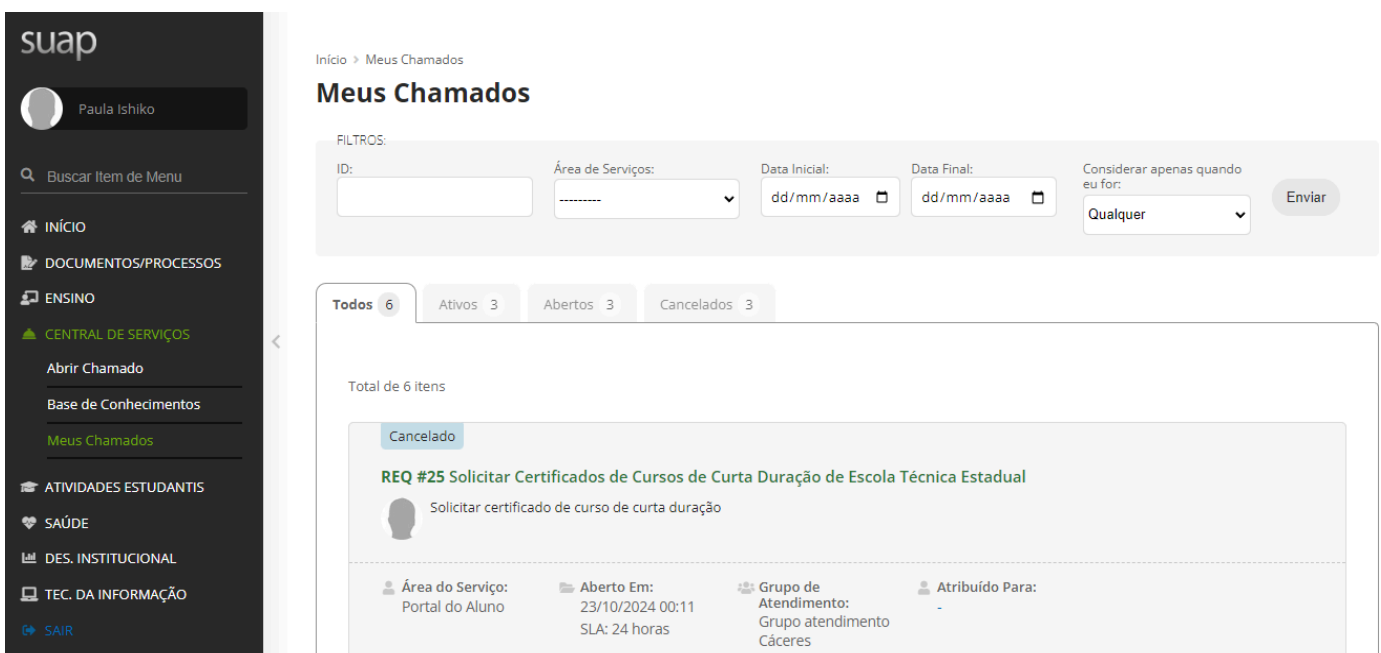 suap
Paula Ishiko
Buscar Item de Menu
INÍCIO
DOCUMENTOS/PROCESSOS
ENSINO
CENTRAL DE SERVIÇOS
Abrir Chamado
Base de Conhecimentos
Meus Chamados
ATIVIDADES ESTUDANTIS
SAÚDE
DES. INSTITUCIONAL
TEC. DA INFORMAÇÃO
SAIR
Início > Meus Chamados
Meus Chamados
FILTROS:
ID:
Área de Serviços:
---------
Data Inicial:
dd/mm/aaaa
Data Final:
dd/mm/aaaa
Considerar apenas quando
eu for:
Qualquer
Enviar
Todos 6
Ativos 3
Abertos 3
Cancelados 3
Total de 6 itens
Cancelado
REQ #25 Solicitar Certificados de Cursos de Curta Duração de Escola Técnica Estadual
Solicitar certificado de curso de curta duração
Área do Serviço:
Portal do Aluno
Aberto Em:
23/10/2024 00:11
SLA: 24 horas
Grupo de
Atendimento:
Grupo atendimento
Cáceres
Atribuído Para:
-